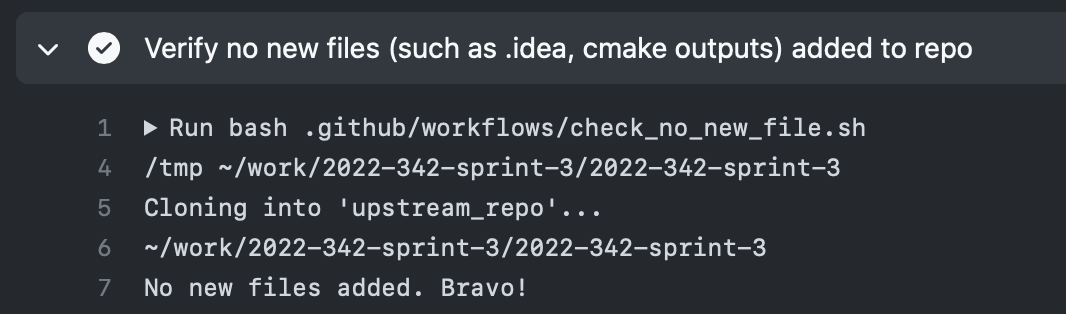 Verify no new files (such as .idea, cmake outputs) added to repo
1 ▶ Run bash .github/workflows/check_no_new_file.sh
4 /tmp ~/work/2022-342-sprint-3/2022-342-sprint-3
5 Cloning into 'upstream_repo'...
6 ~/work/2022-342-sprint-3/2022-342-sprint-3
7 No new files added. Bravo!